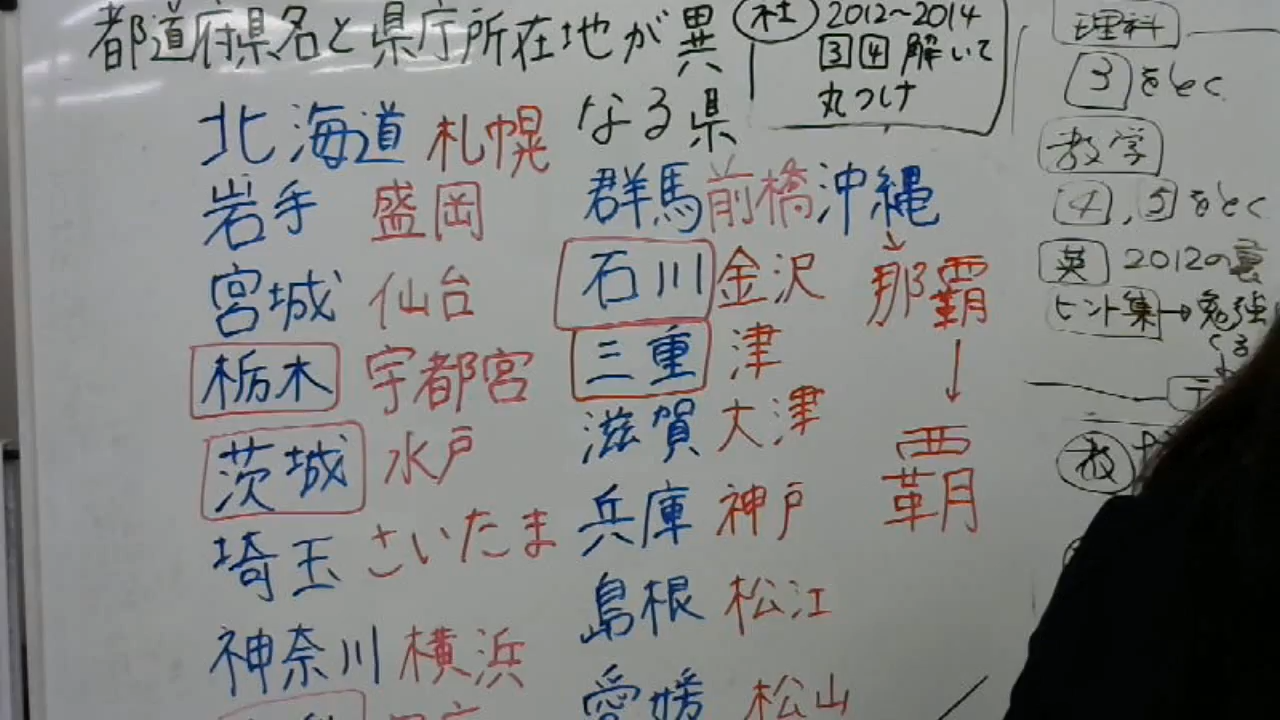 都道府県名と県庁所在地が異
なる県
北海道 札幌
岩手 盛岡
宮城 仙台
栃木 宇都宮
茨城 水戸
埼玉 さいたま
神奈川 横浜
群馬 前橋
石川 金沢
三重 津
滋賀 大津
兵庫 神戸
島根 松江
愛媛 松山
沖縄
那覇
覇
社 2012~2014
3 4 解いて
丸つけ
理科
3 をとく
数学
4, 5 をとく
英 2012の裏
ヒント集→勉強